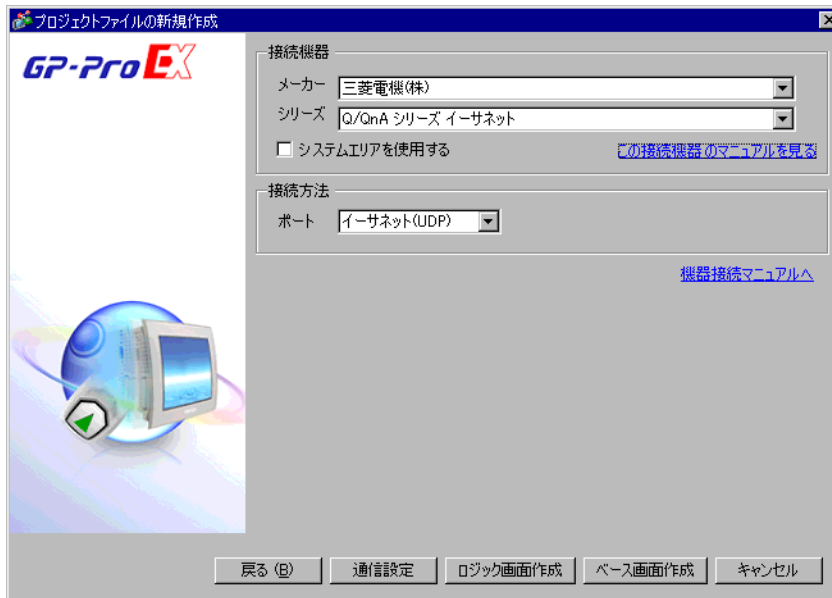 プロジェクトファイルの新規作成
GP-Pro EX
接続機器
メーカー 三菱電機(株)
シリーズ Q/QnA シリーズ イーサネット
システムエリアを使用する この接続機器のマニュアルを見る
接続方法
ポート イーサネット(UDP)
機器接続マニュアルへ
戻る (B) 通信設定 ロジック画面作成 ベース画面作成 キャンセル